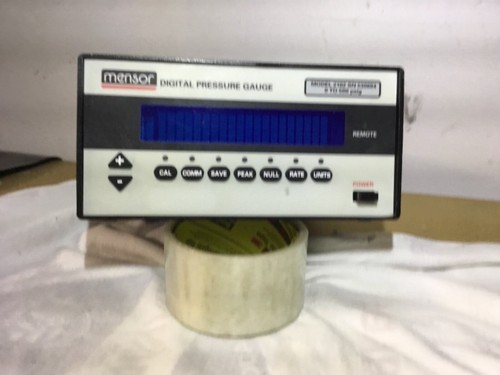 mensor
DIGITAL PRESSURE GAUGE
REMOTE
+
-
CAL COMM SAVE PEAK NULL RATE UNITS
POWER